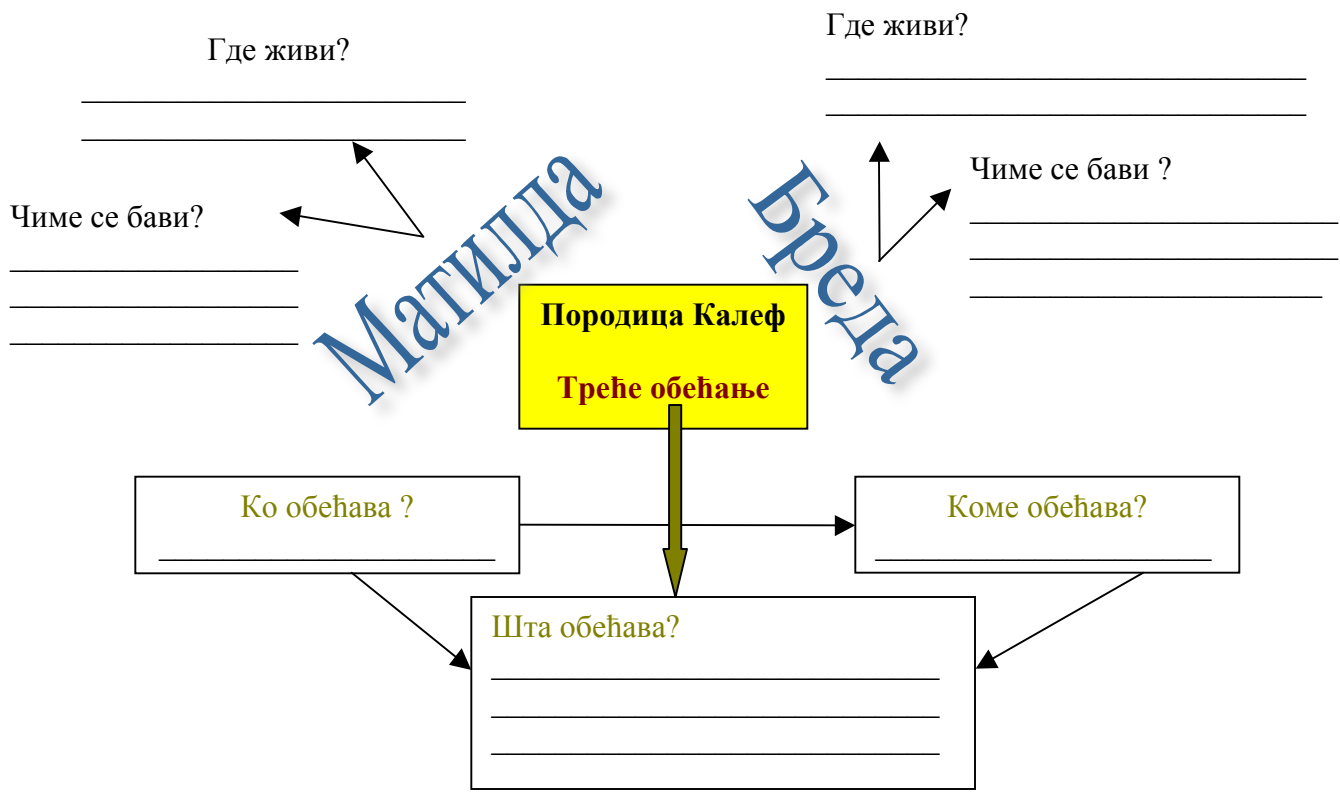 Где живи?
Где живи?
Чиме се бави?
Чиме се бави ?
Матилда
Бреда
Породица Калеф
Треће обећање
Ко обећава ?
Коме обећава?
Шта обећава?